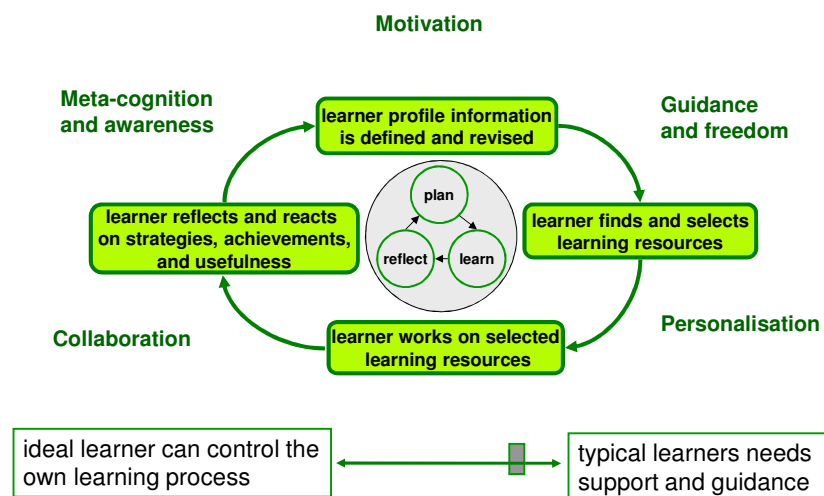 Motivation
Meta-cognition
and awareness
learner profile information
is defined and revised
Guidance
and freedom
plan
learner reflects and reacts
on strategies, achievements,
and usefulness
learner finds and selects
learning resources
reflect
learn
Collaboration
learner works on selected
learning resources
Personalisation
ideal learner can control the
own learning process
typical learners needs
support and guidance